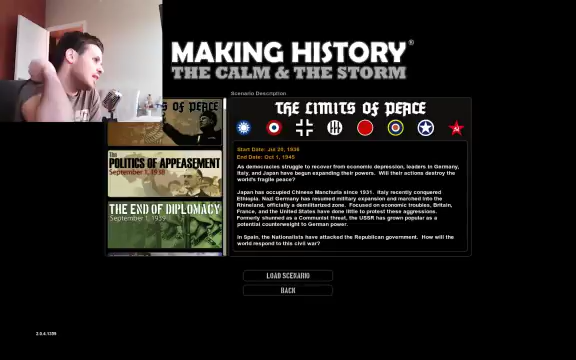 MAKING HISTORY®
THE CALM & THE STORM
Scenario Description
S OF PEACE
The
POLITICS OF APPEASEMENT
September 1, 1938
THE END OF DIPLOMACY
September 1, 1939
THE LIMITS OF PEACE
Start Date: Jul 20, 1936
End Date: Oct 1, 1945
As democracies struggle to recover from economic depression, leaders in Germany,
Italy, and Japan have begun expanding their powers. Will their actions destroy the
world's fragile peace?
Japan has occupied Chinese Manchuria since 1931. Italy recently conquered
Ethiopia. Nazi Germany has resumed military expansion and marched into the
Rhineland, officially a demilitarized zone. Focused on economic troubles, Britain,
France, and the United States have done little to protest these aggressions.
Formerly shunned as a Communist threat, the USSR has grown popular as a
potential counterweight to German power.
In Spain, the Nationalists have attacked the Republican government. How will the
world respond to this civil war?
LOAD SCENARIO
BACK